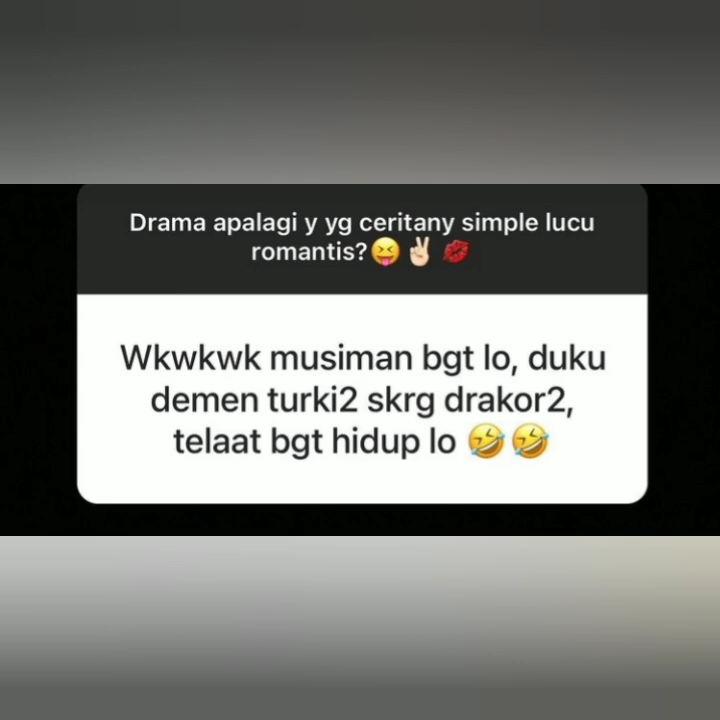 Drama apalagi y yg ceritany simple lucu
romantis?😝✌🏻💋
Wkwkwk musiman bgt lo, duku
demen turki2 skrg drakor2,
telaat bgt hidup lo 🤣🤣